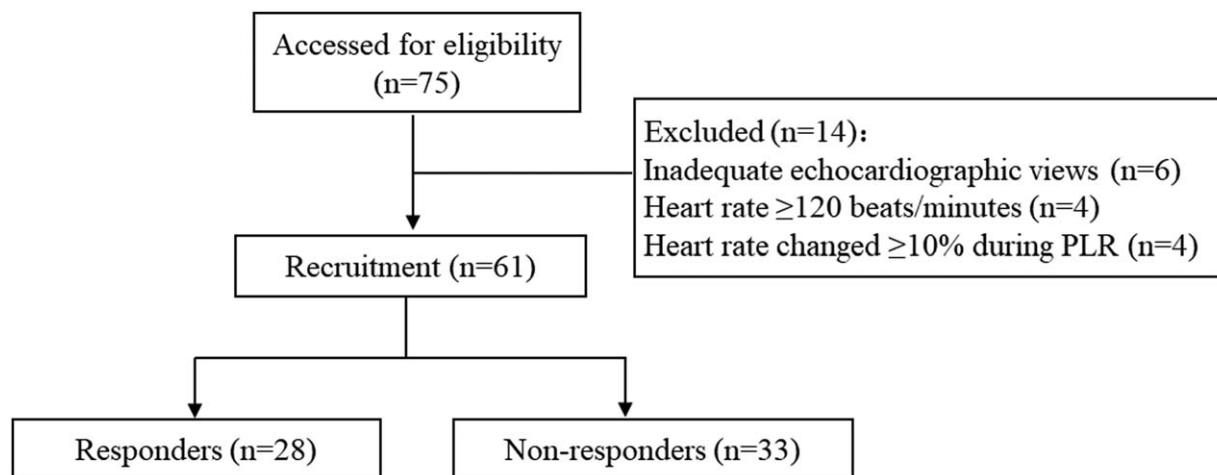 Accessed for eligibility
(n=75)
Excluded (n=14)：
Inadequate echocardiographic views (n=6)
Heart rate ≥120 beats/minutes (n=4)
Heart rate changed ≥10% during PLR (n=4)
Recruitment (n=61)
Responders (n=28)
Non-responders (n=33)